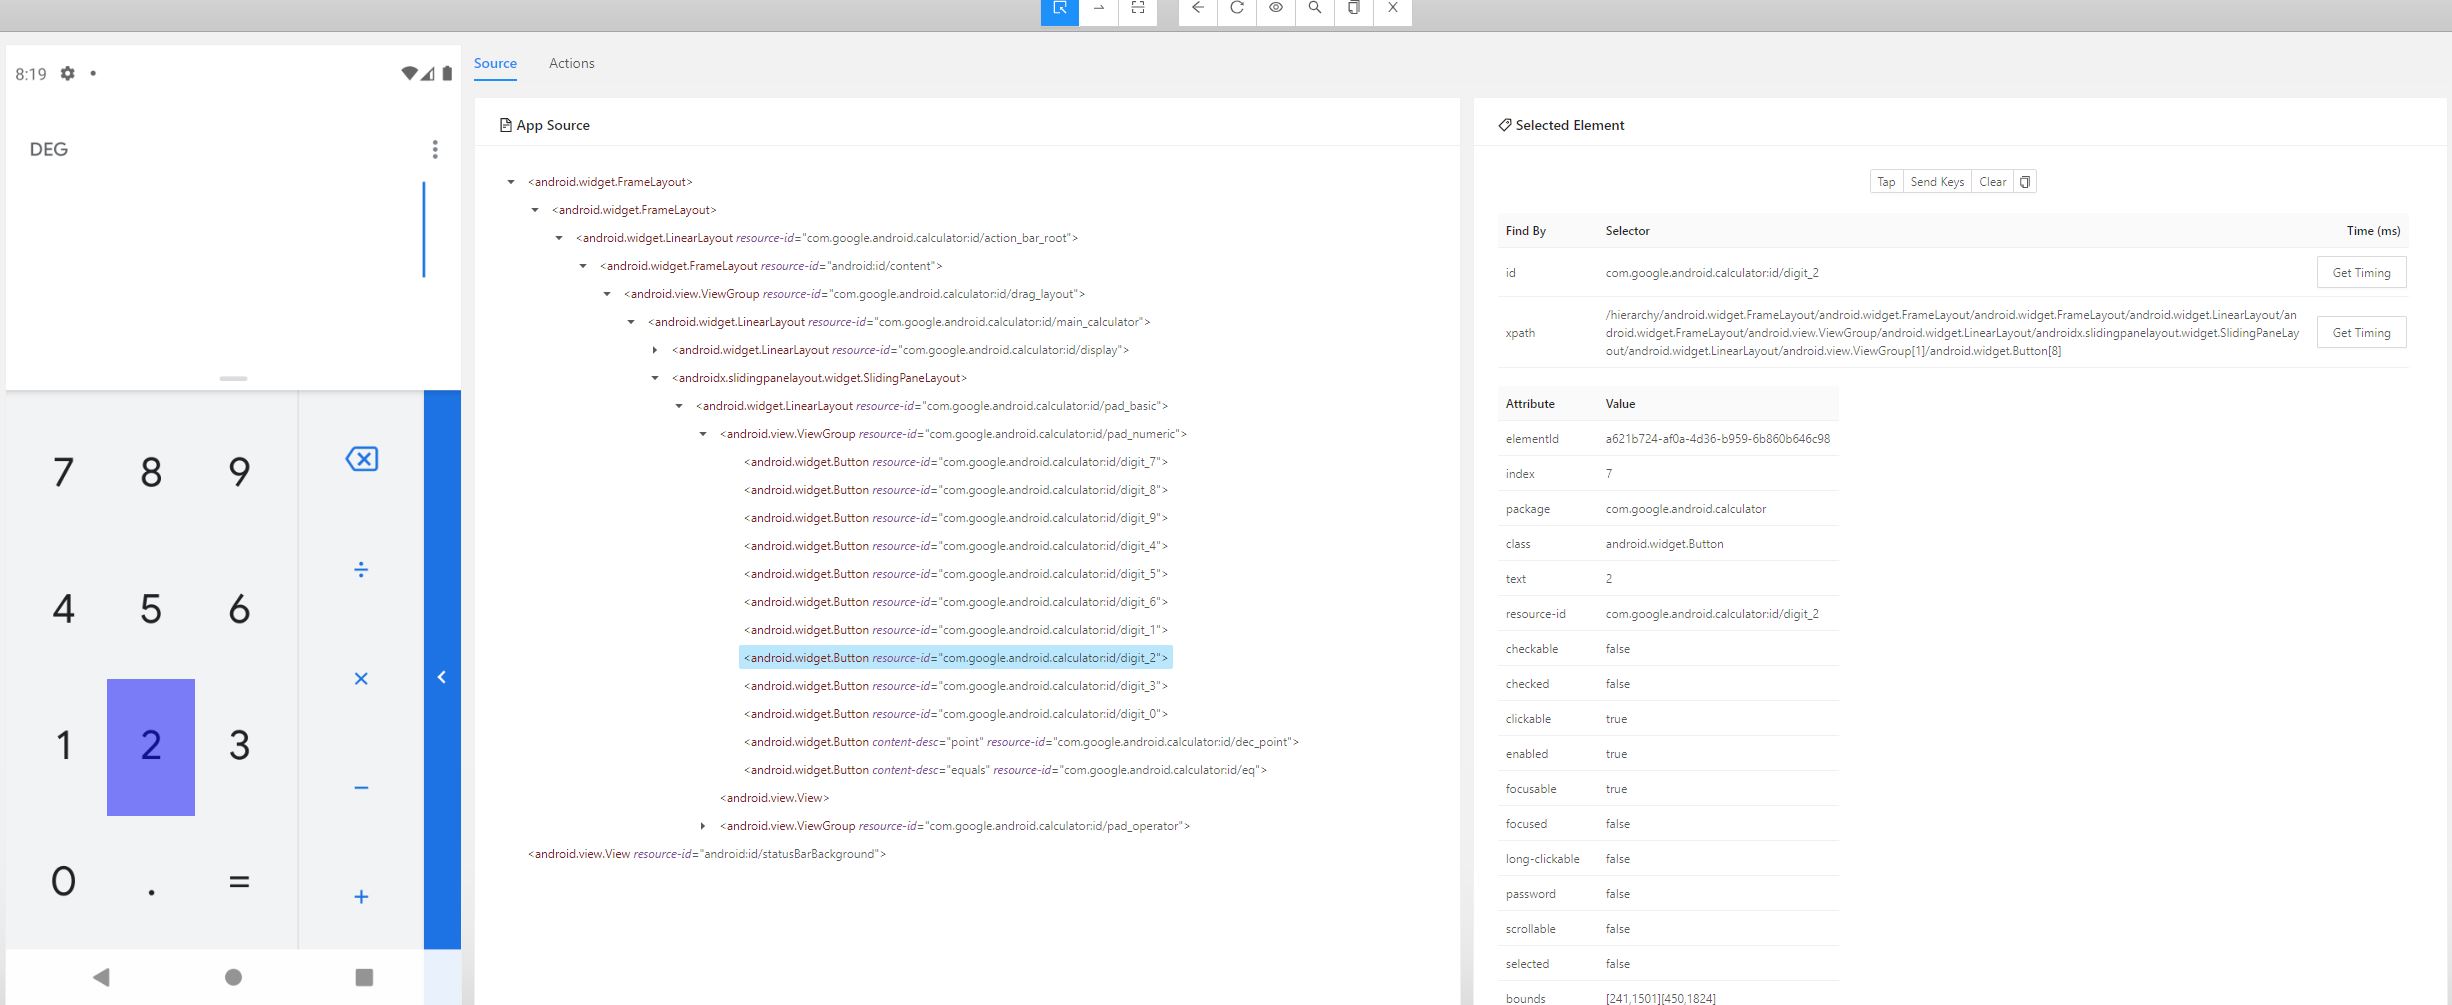 8:19
DEG
7 8 9
÷
4 5 6
×
1 2 3
−
0 . =
+
Source Actions
App Source
<android.widget.FrameLayout>
<android.widget.FrameLayout>
<android.widget.LinearLayout resource-id="com.google.android.calculator:id/action_bar_root">
<android.widget.FrameLayout resource-id="android:id/content">
<android.view.ViewGroup resource-id="com.google.android.calculator:id/drag_layout">
<android.widget.LinearLayout resource-id="com.google.android.calculator:id/main_calculator">
<android.widget.LinearLayout resource-id="com.google.android.calculator:id/display">
<androidx.slidingpanelayout.widget.SlidingPaneLayout>
<android.widget.LinearLayout resource-id="com.google.android.calculator:id/pad_basic">
<android.view.ViewGroup resource-id="com.google.android.calculator:id/pad_numeric">
<android.widget.Button resource-id="com.google.android.calculator:id/digit_7">
<android.widget.Button resource-id="com.google.android.calculator:id/digit_8">
<android.widget.Button resource-id="com.google.android.calculator:id/digit_9">
<android.widget.Button resource-id="com.google.android.calculator:id/digit_4">
<android.widget.Button resource-id="com.google.android.calculator:id/digit_5">
<android.widget.Button resource-id="com.google.android.calculator:id/digit_6">
<android.widget.Button resource-id="com.google.android.calculator:id/digit_1">
<android.widget.Button resource-id="com.google.android.calculator:id/digit_2">
<android.widget.Button resource-id="com.google.android.calculator:id/digit_3">
<android.widget.Button resource-id="com.google.android.calculator:id/digit_0">
<android.widget.Button content-desc="point" resource-id="com.google.android.calculator:id/dec_point">
<android.widget.Button content-desc="equals" resource-id="com.google.android.calculator:id/eq">
<android.view.View>
<android.view.ViewGroup resource-id="com.google.android.calculator:id/pad_operator">
<android.view.View resource-id="android:id/statusBarBackground">
Selected Element
Tap Send Keys Clear
Find By Selector Time (ms)
id com.google.android.calculator:id/digit_2 Get Timing
/hierarchy/android.widget.FrameLayout/android.widget.FrameLayout/android.widget.FrameLayout/android.widget.LinearLayout/an
xpath droid.widget.FrameLayout/android.view.ViewGroup/android.widget.LinearLayout/androidx.slidingpanelayout.widget.SlidingPaneLay Get Timing
out/android.widget.LinearLayout/android.view.ViewGroup[1]/android.widget.Button[8]
Attribute Value
elementId a621b724-af0a-4d36-b959-6b860b646c98
index 7
package com.google.android.calculator
class android.widget.Button
text 2
resource-id com.google.android.calculator:id/digit_2
checkable false
checked false
clickable true
enabled true
focusable true
focused false
long-clickable false
password false
scrollable false
selected false
bounds [241,1501][450,1824]